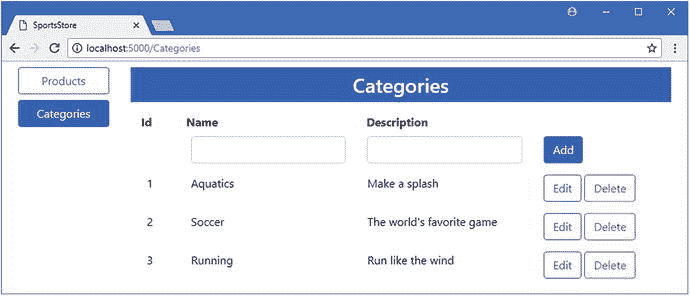 SportsStore
localhost:5000/Categories
Products
Categories
Categories
Id Name Description
Add
1 Aquatics Make a splash Edit Delete
2 Soccer The world's favorite game Edit Delete
3 Running Run like the wind Edit Delete